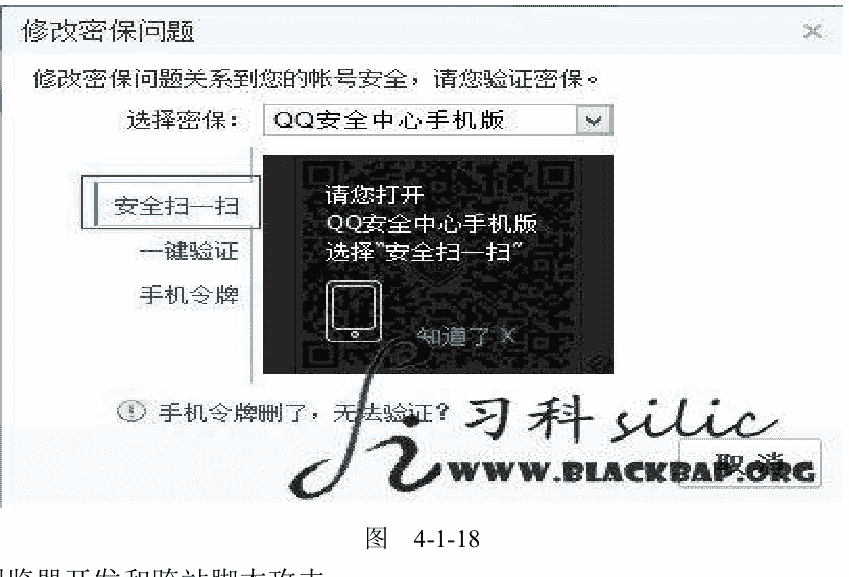 修改密保问题
修改密保问题关系到您的帐号安全，请您验证密保。
选择密保： QQ安全中心手机版
安全扫一扫
一键验证
手机令牌
请您打开
QQ安全中心手机版
选择"安全扫一扫"
知道了 X
手机令牌删了，无法验证？
习科 silic
WWW.BLACKBAP.ORG
取消
图 4-1-18